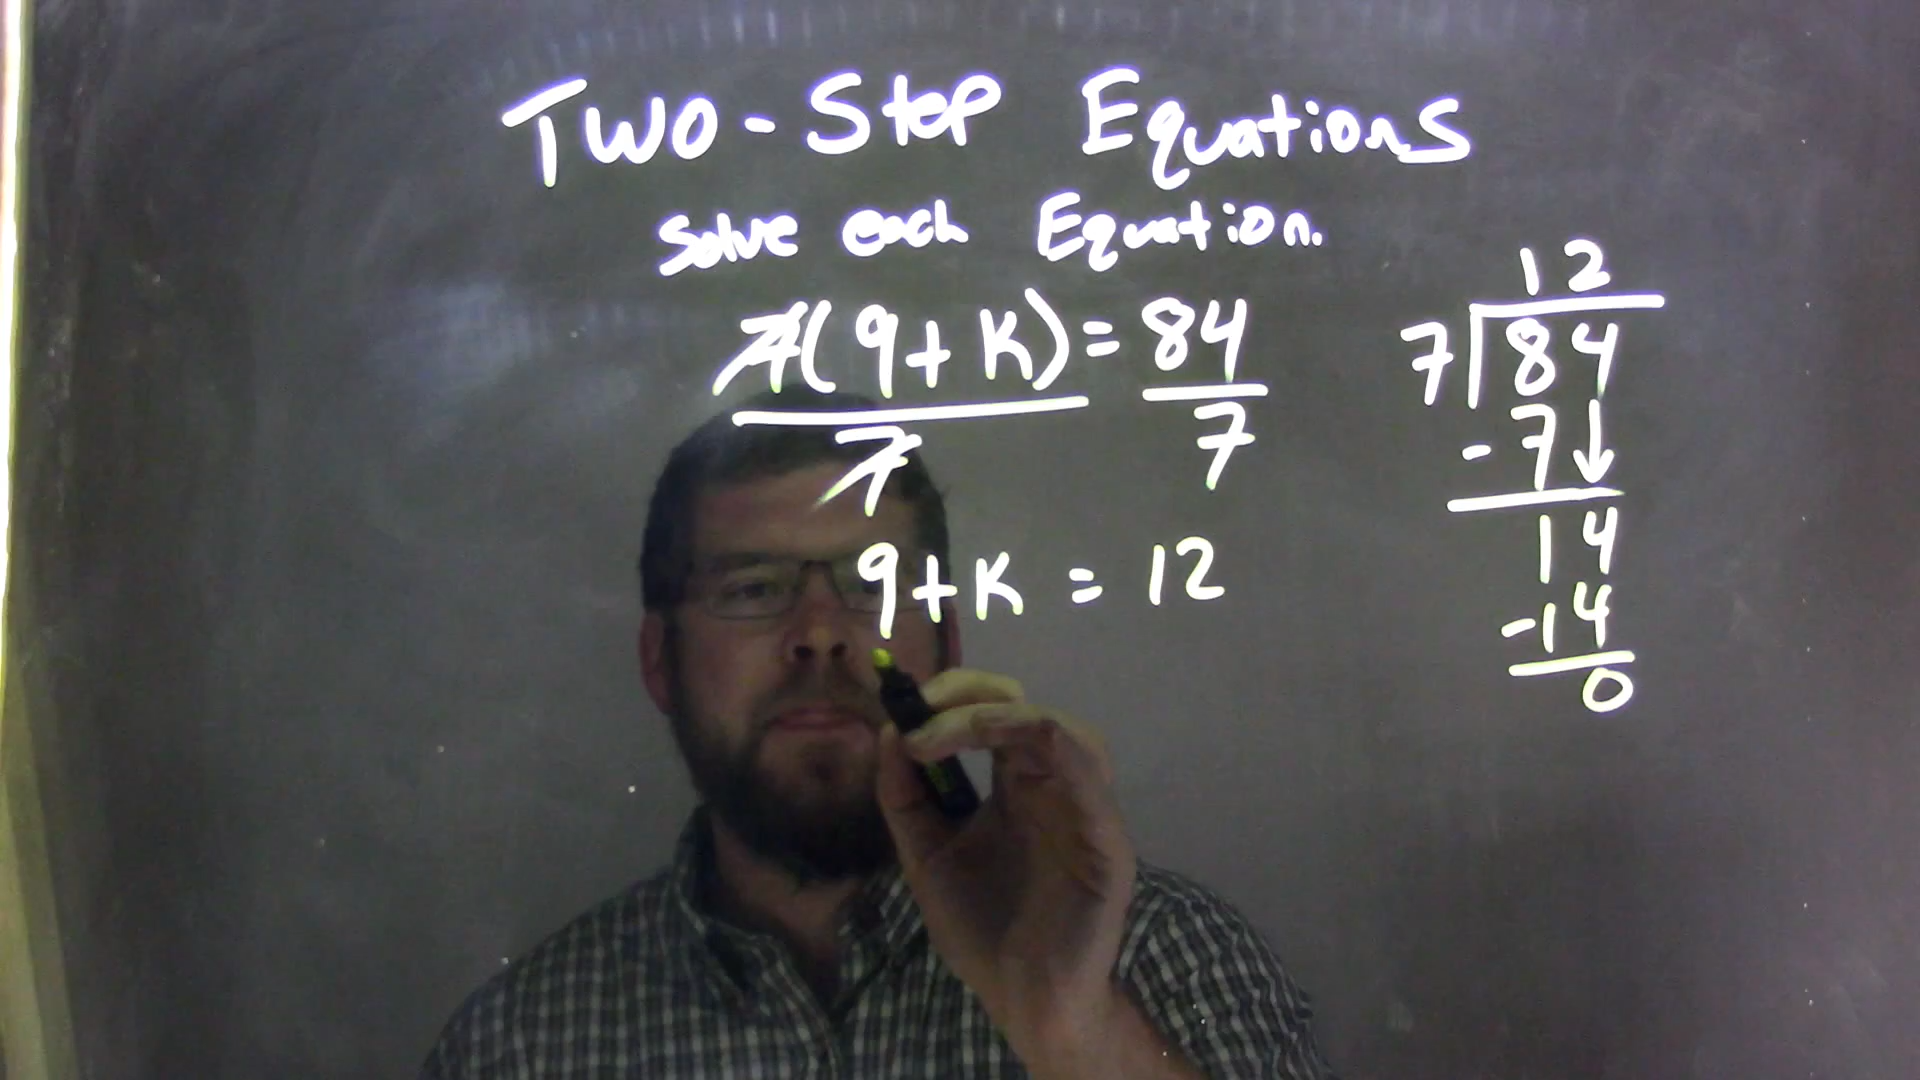 Two-Step Equations
Solve each Equation.
7(9+K)=84
7 7
9+K = 12
12
7 84
-7↓
14
-14
0